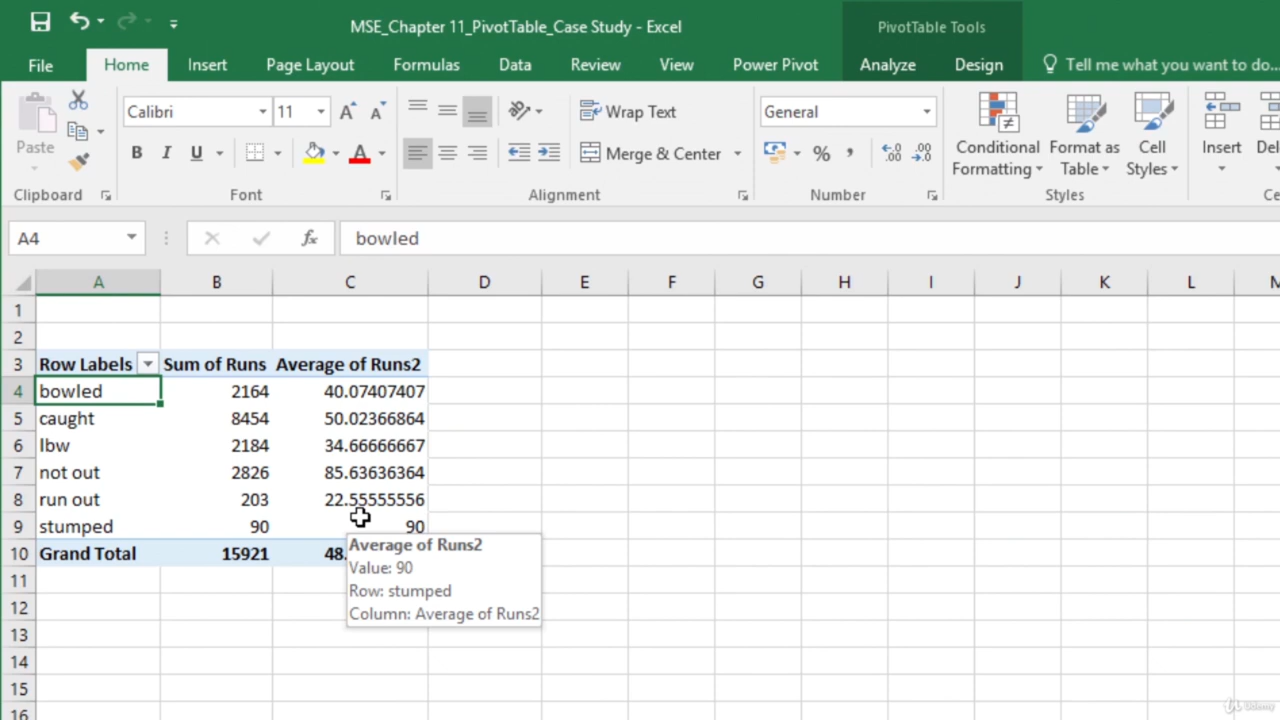 MSE_Chapter 11_PivotTable_Case Study - Excel
PivotTable Tools
File Home Insert Page Layout Formulas Data Review View Power Pivot Analyze Design Tell me what you want to do...
Calibri 11 A A Wrap Text General
Paste B I U A Merge & Center % , .00 .00 Conditional Formatting Format as Table Cell Styles Insert
Clipboard Font Alignment Number Styles
A4 fx bowled
A B C D E F G H I J K L M
1
2
3 Row Labels Sum of Runs Average of Runs2
4 bowled 2164 40.07407407
5 caught 8454 50.02366864
6 lbw 2184 34.66666667
7 not out 2826 85.63636364
8 run out 203 22.55555556
9 stumped 90 90
10 Grand Total 15921 48.
Average of Runs2
Value: 90
Row: stumped
Column: Average of Runs2
11
12
13
14
15
16
Udemy